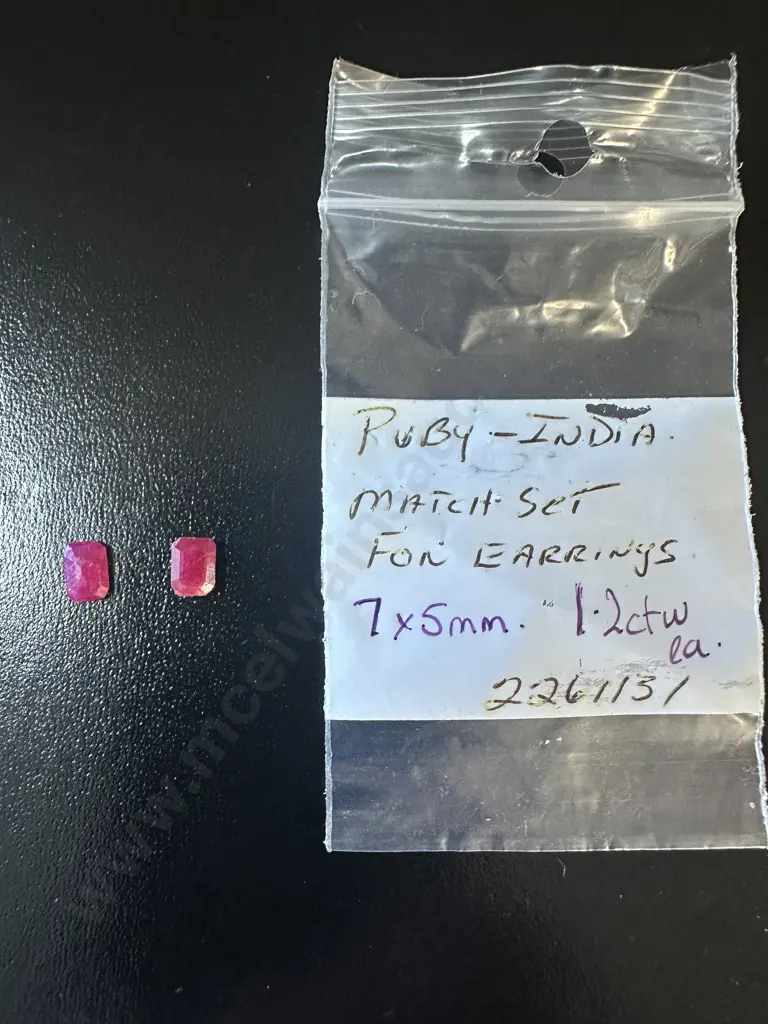 RUBY - INDIA.
MATCH SET
FOR EARRINGS
7x5mm. 1.2ctw
ea.
2261131